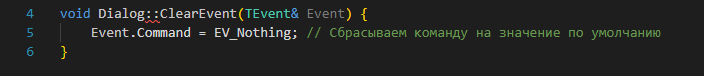 4 void Dialog::ClearEvent(TEvent& Event) {
5 Event.Command = EV_Nothing; // Сбрасываем команду на значение по умолчанию
6 }